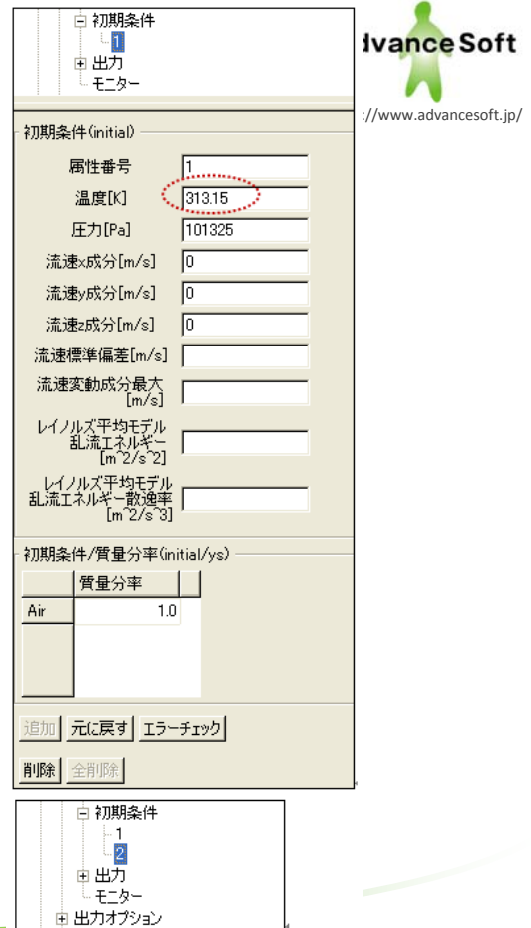 初期条件
1
出力
モニター
dvanceSoft
://www.advancesoft.jp/
初期条件(initial)
属性番号 1
温度[K] 313.15
圧力[Pa] 101325
流速x成分[m/s] 0
流速y成分[m/s] 0
流速z成分[m/s] 0
流速標準偏差[m/s]
流速変動成分最大
[m/s]
レイノルズ平均モデル
乱流エネルギー
[m^2/s^2]
レイノルズ平均モデル
乱流エネルギー散逸率
[m^2/s^3]
初期条件/質量分率(initial/ys)
質量分率
Air 1.0
追加 元に戻す エラーチェック
削除 全削除
初期条件
1
2
出力
モニター
出力オプション